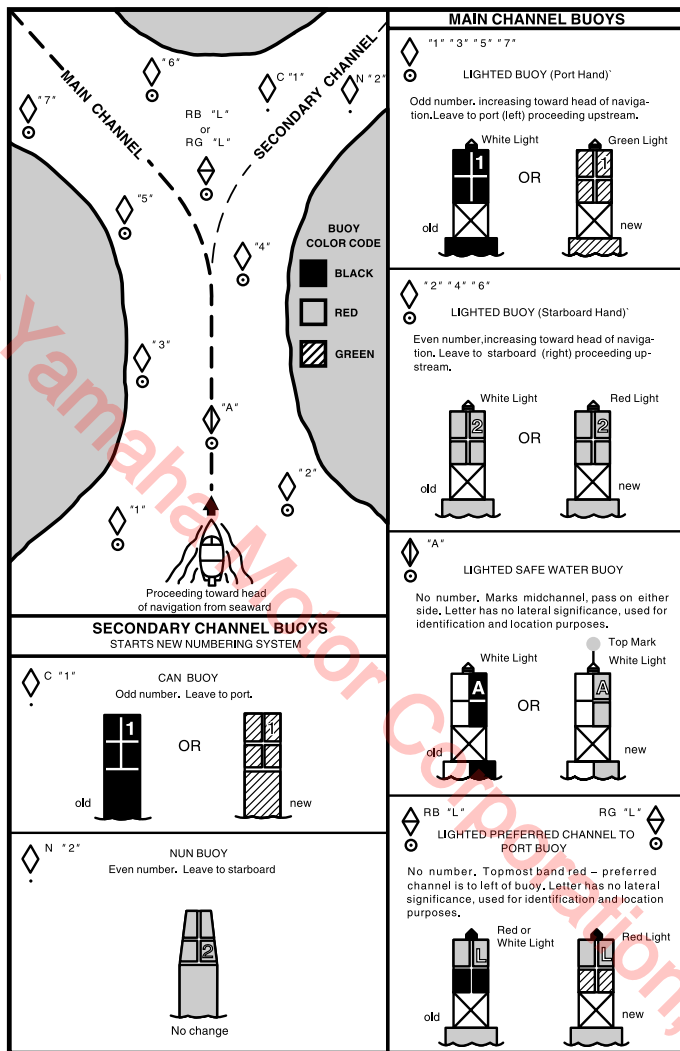 "6"
C "1"
N "2"
"7"
MAIN CHANNEL
SECONDARY CHANNEL
RB "L"
or
RG "L"
"5"
"4"
BUOY
COLOR CODE
BLACK
RED
GREEN
"3"
"A"
"2"
"1"
Proceeding toward head
of navigation from seaward
SECONDARY CHANNEL BUOYS
STARTS NEW NUMBERING SYSTEM
C "1"
CAN BUOY
Odd number. Leave to port.
1
OR
1
old
new
N "2"
NUN BUOY
Even number. Leave to starboard
2
No change
MAIN CHANNEL BUOYS
"1" "3" "5" "7"
LIGHTED BUOY (Port Hand)`
Odd number. increasing toward head of naviga-
tion.Leave to port (left) proceeding upstream.
White Light
Green Light
1
OR
1
old
new
"2" "4" "6"
LIGHTED BUOY (Starboard Hand)`
Even number,increasing toward head of naviga-
tion. Leave to starboard (right) proceeding up-
stream.
White Light
Red Light
2
OR
2
old
new
"A"
LIGHTED SAFE WATER BUOY
No number. Marks midchannel, pass on either
side. Letter has no lateral significance, used for
identification and location purposes.
Top Mark
White Light
White Light
A
OR
A
old
new
RB "L"
RG "L"
LIGHTED PREFERRED CHANNEL TO
PORT BUOY
No number. Topmost band red – preferred
channel is to left of buoy. Letter has no lateral
significance, used for identification and location
purposes.
Red or
White Light
Red Light
L
OR
L
old
new
Yamaha Motor Corporation,